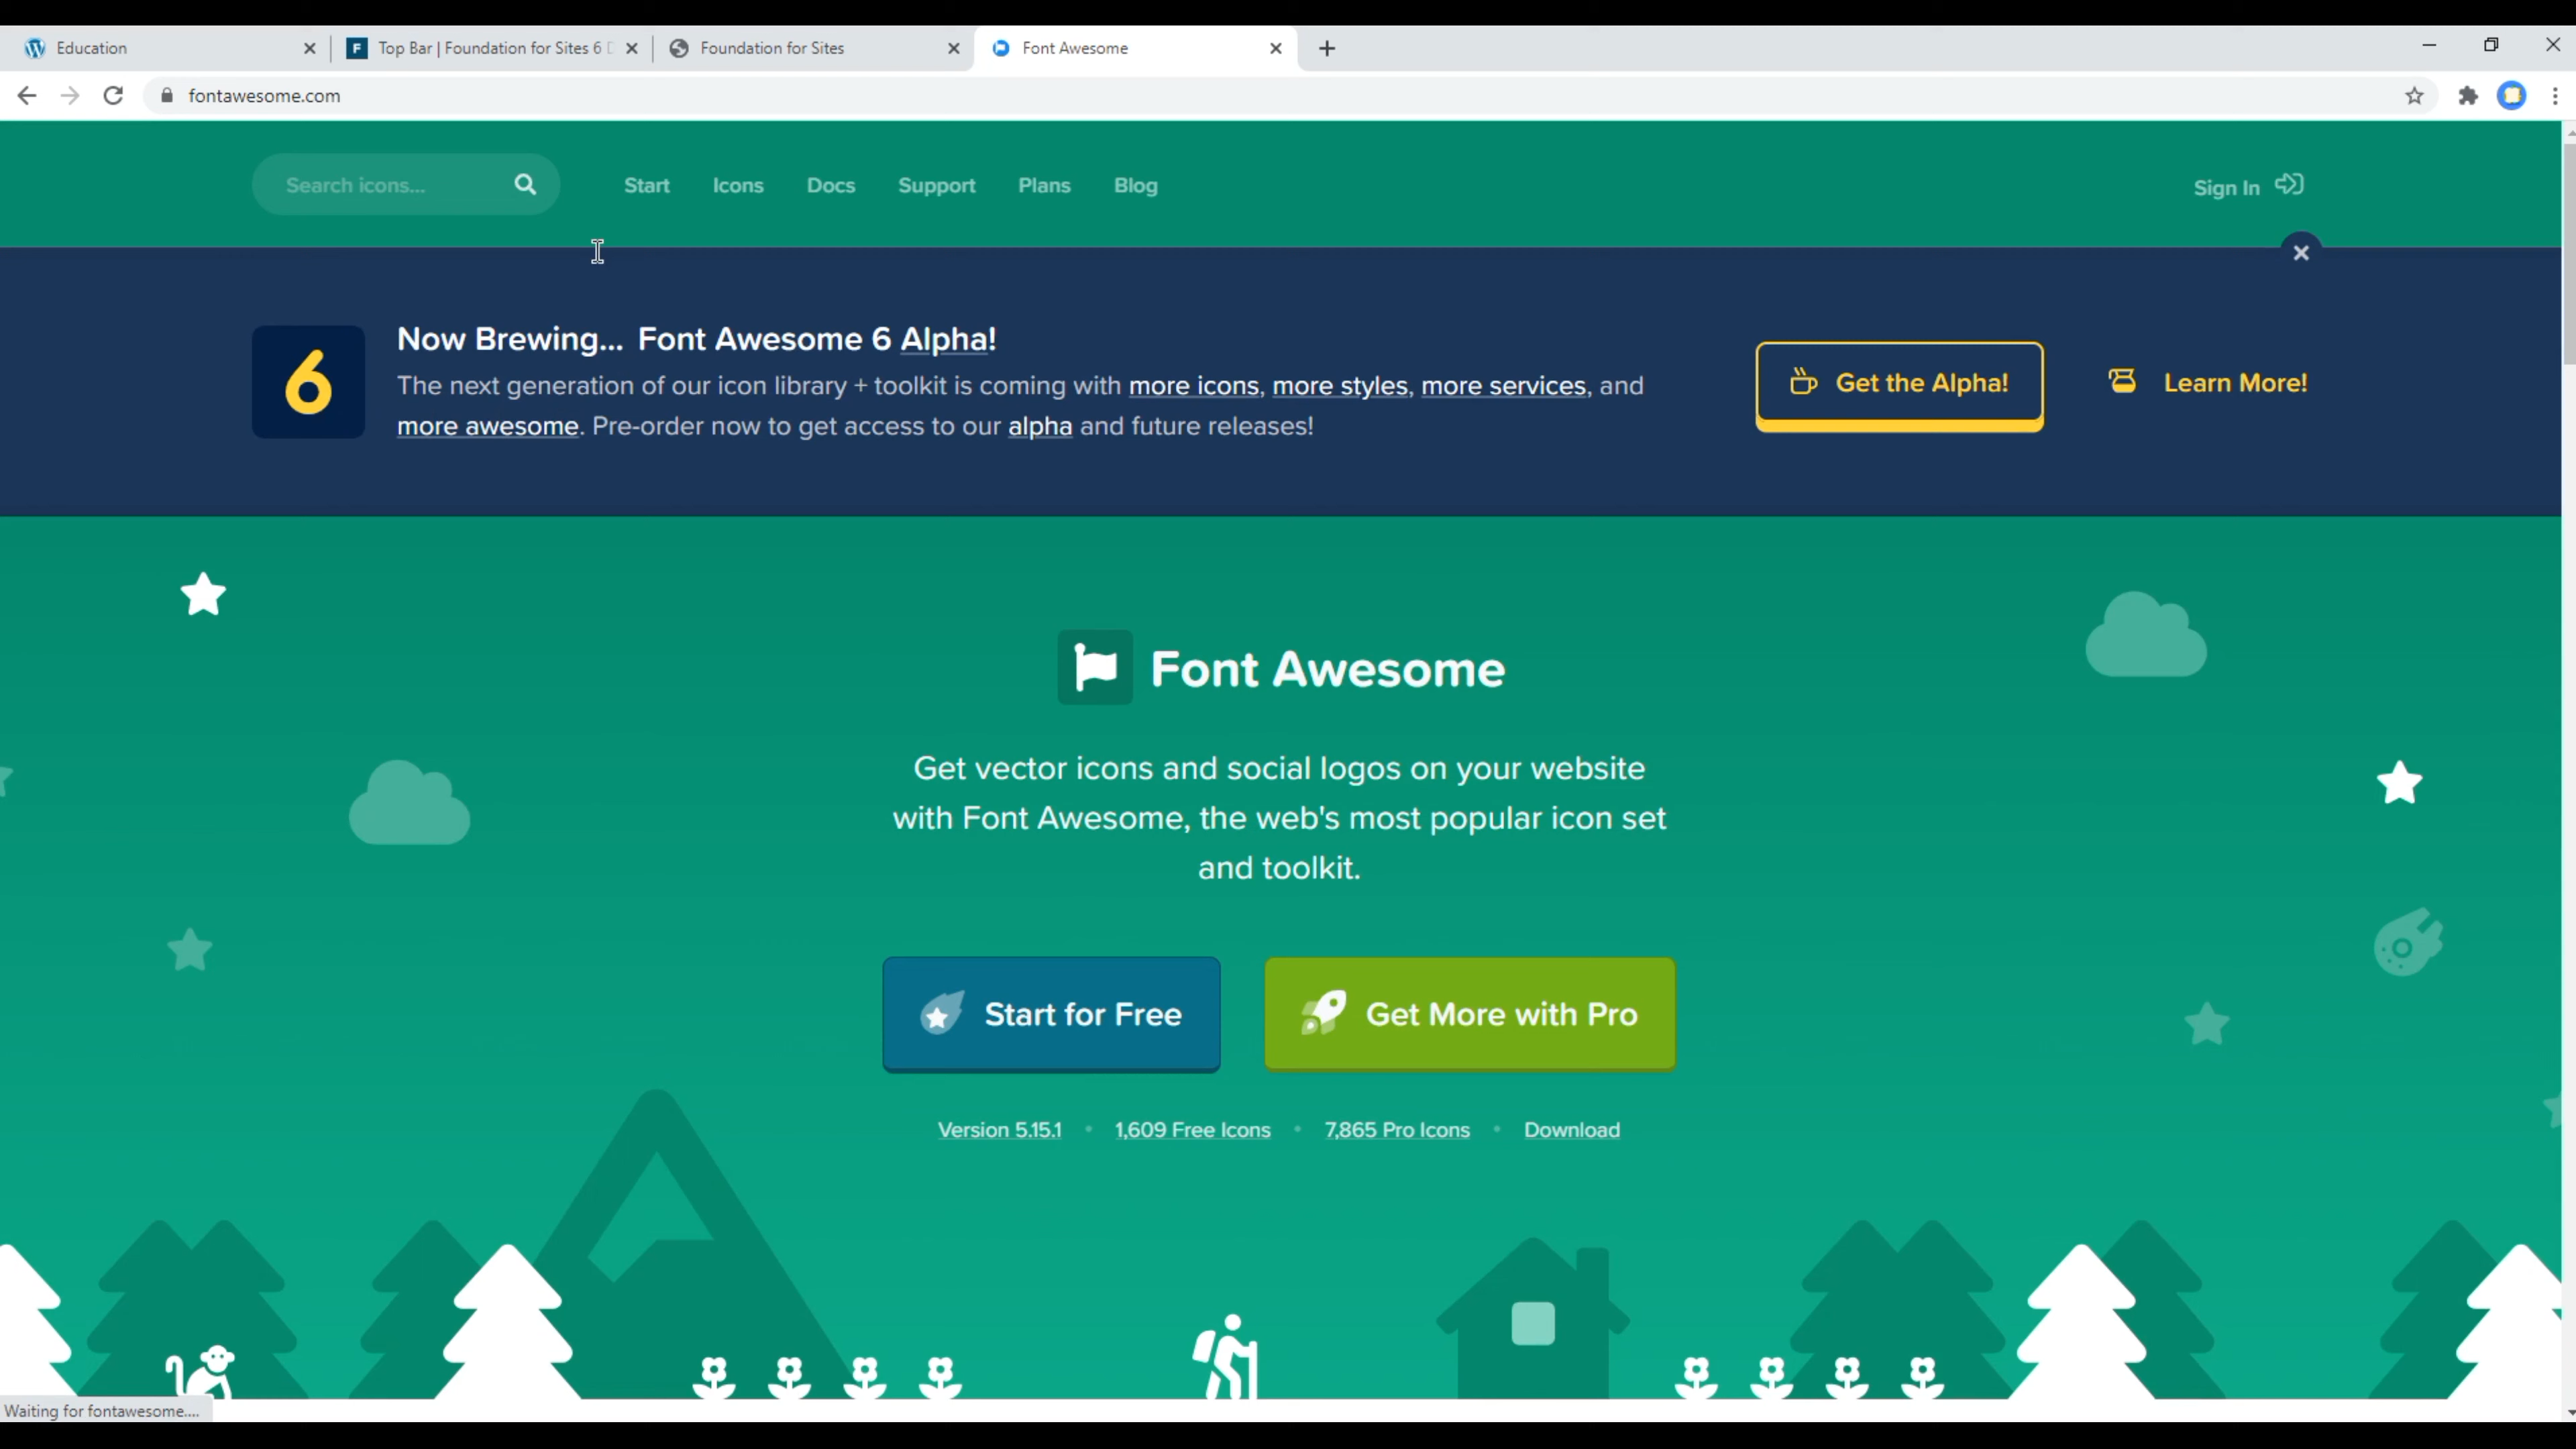 Education
Top Bar | Foundation for Sites 6
Foundation for Sites
Font Awesome
fontawesome.com
Search icons...
Start
Icons
Docs
Support
Plans
Blog
Sign In
6
Now Brewing... Font Awesome 6 Alpha!
The next generation of our icon library + toolkit is coming with more icons, more styles, more services, and
more awesome. Pre-order now to get access to our alpha and future releases!
Get the Alpha!
Learn More!
Font Awesome
Get vector icons and social logos on your website
with Font Awesome, the web's most popular icon set
and toolkit.
Start for Free
Get More with Pro
Version 5.15.1 • 1,609 Free Icons • 7,865 Pro Icons • Download
Waiting for fontawesome....